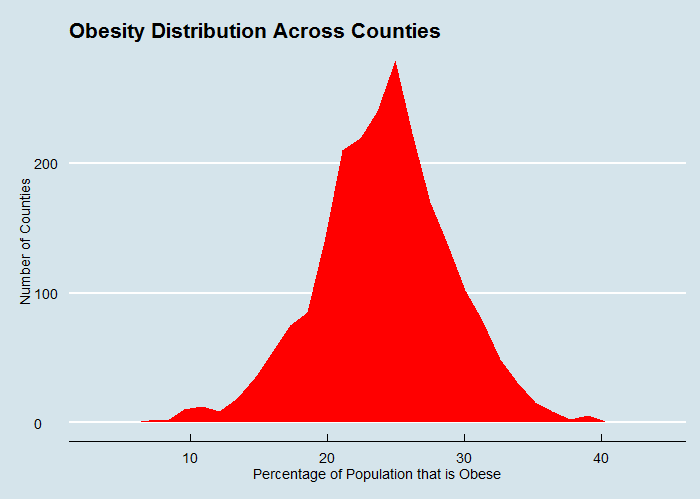 Obesity Distribution Across Counties
Number of Counties
200
100
0
10 20 30 40
Percentage of Population that is Obese